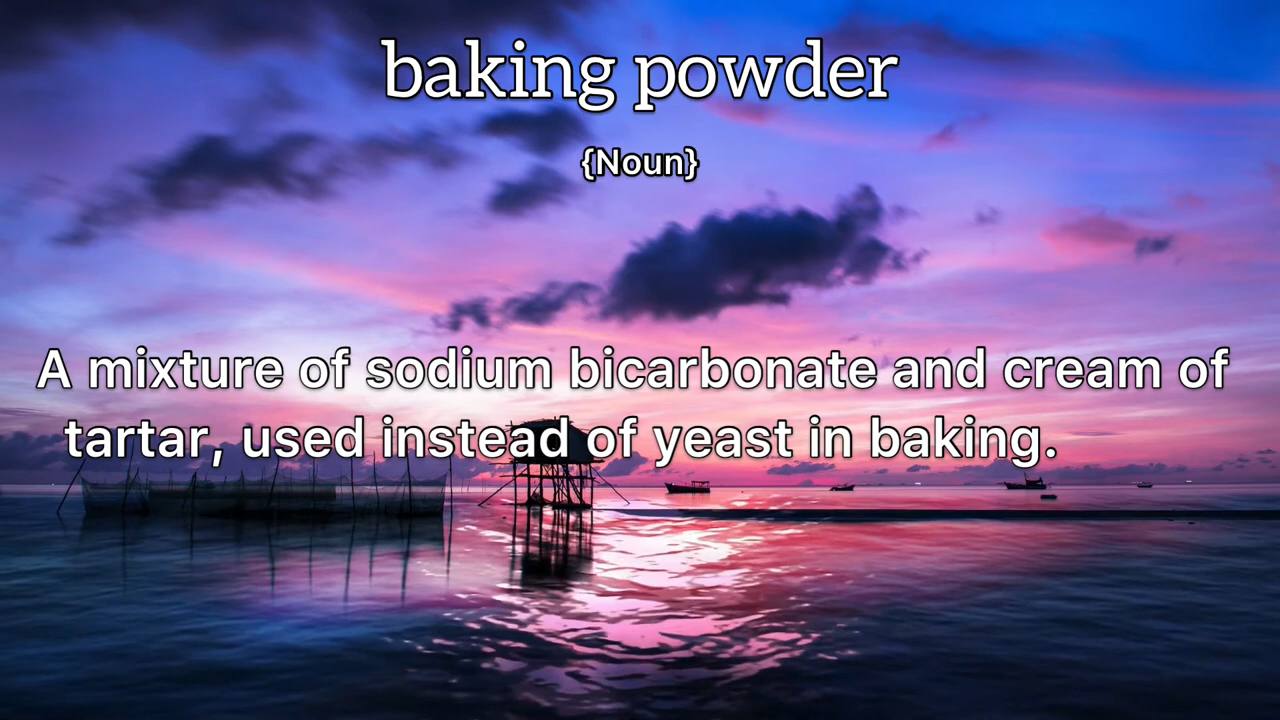 baking powder
{Noun}
A mixture of sodium bicarbonate and cream of
tartar, used instead of yeast in baking.